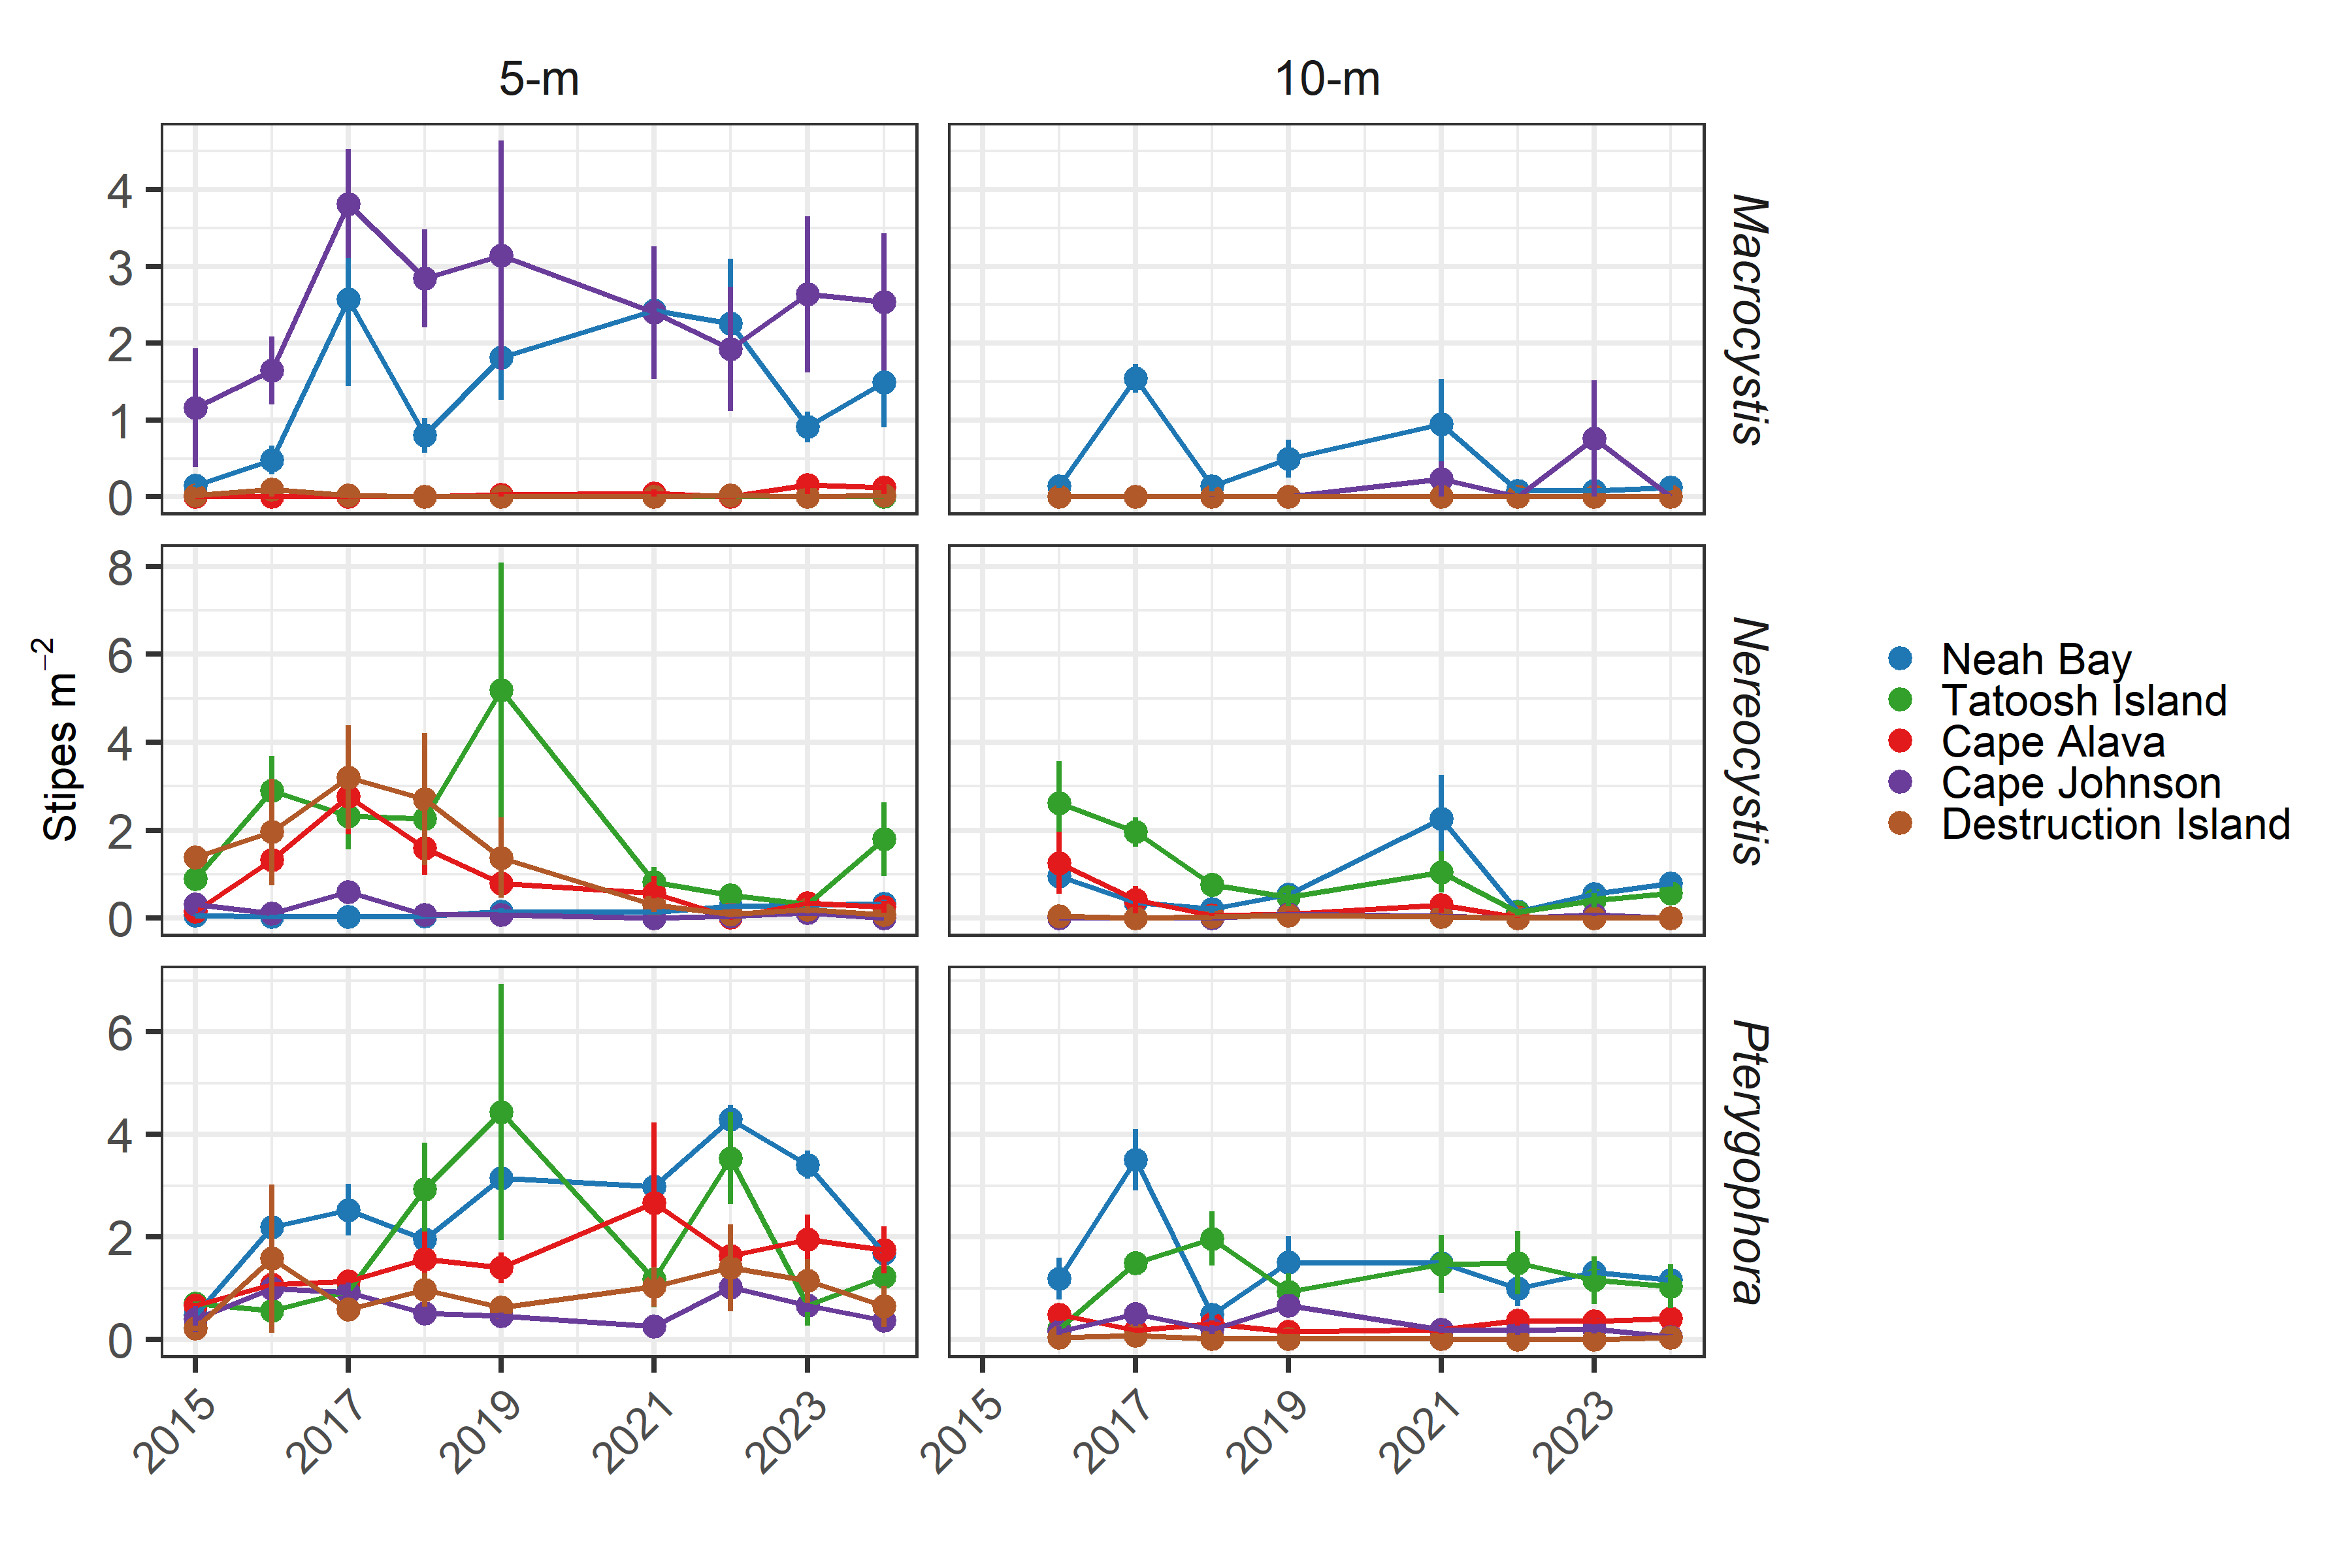 5-m
10-m
4
3
2
1
0
Macrocystis
8
6
4
2
0
Nereocystis
Stipes m⁻²
6
4
2
0
Pterygophora
2015
2017
2019
2021
2023
2015
2017
2019
2021
2023
Neah Bay
Tatoosh Island
Cape Alava
Cape Johnson
Destruction Island